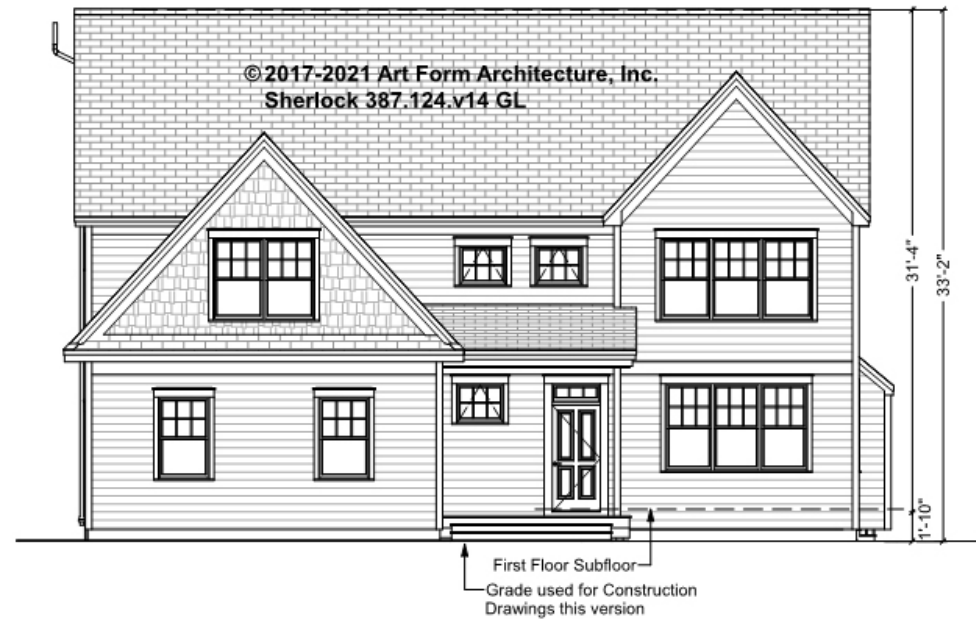 ©2017-2021 Art Form Architecture, Inc.
Sherlock 387.124.v14 GL
31'-4"
33'-2"
1'-10"
First Floor Subfloor
Grade used for Construction
Drawings this version